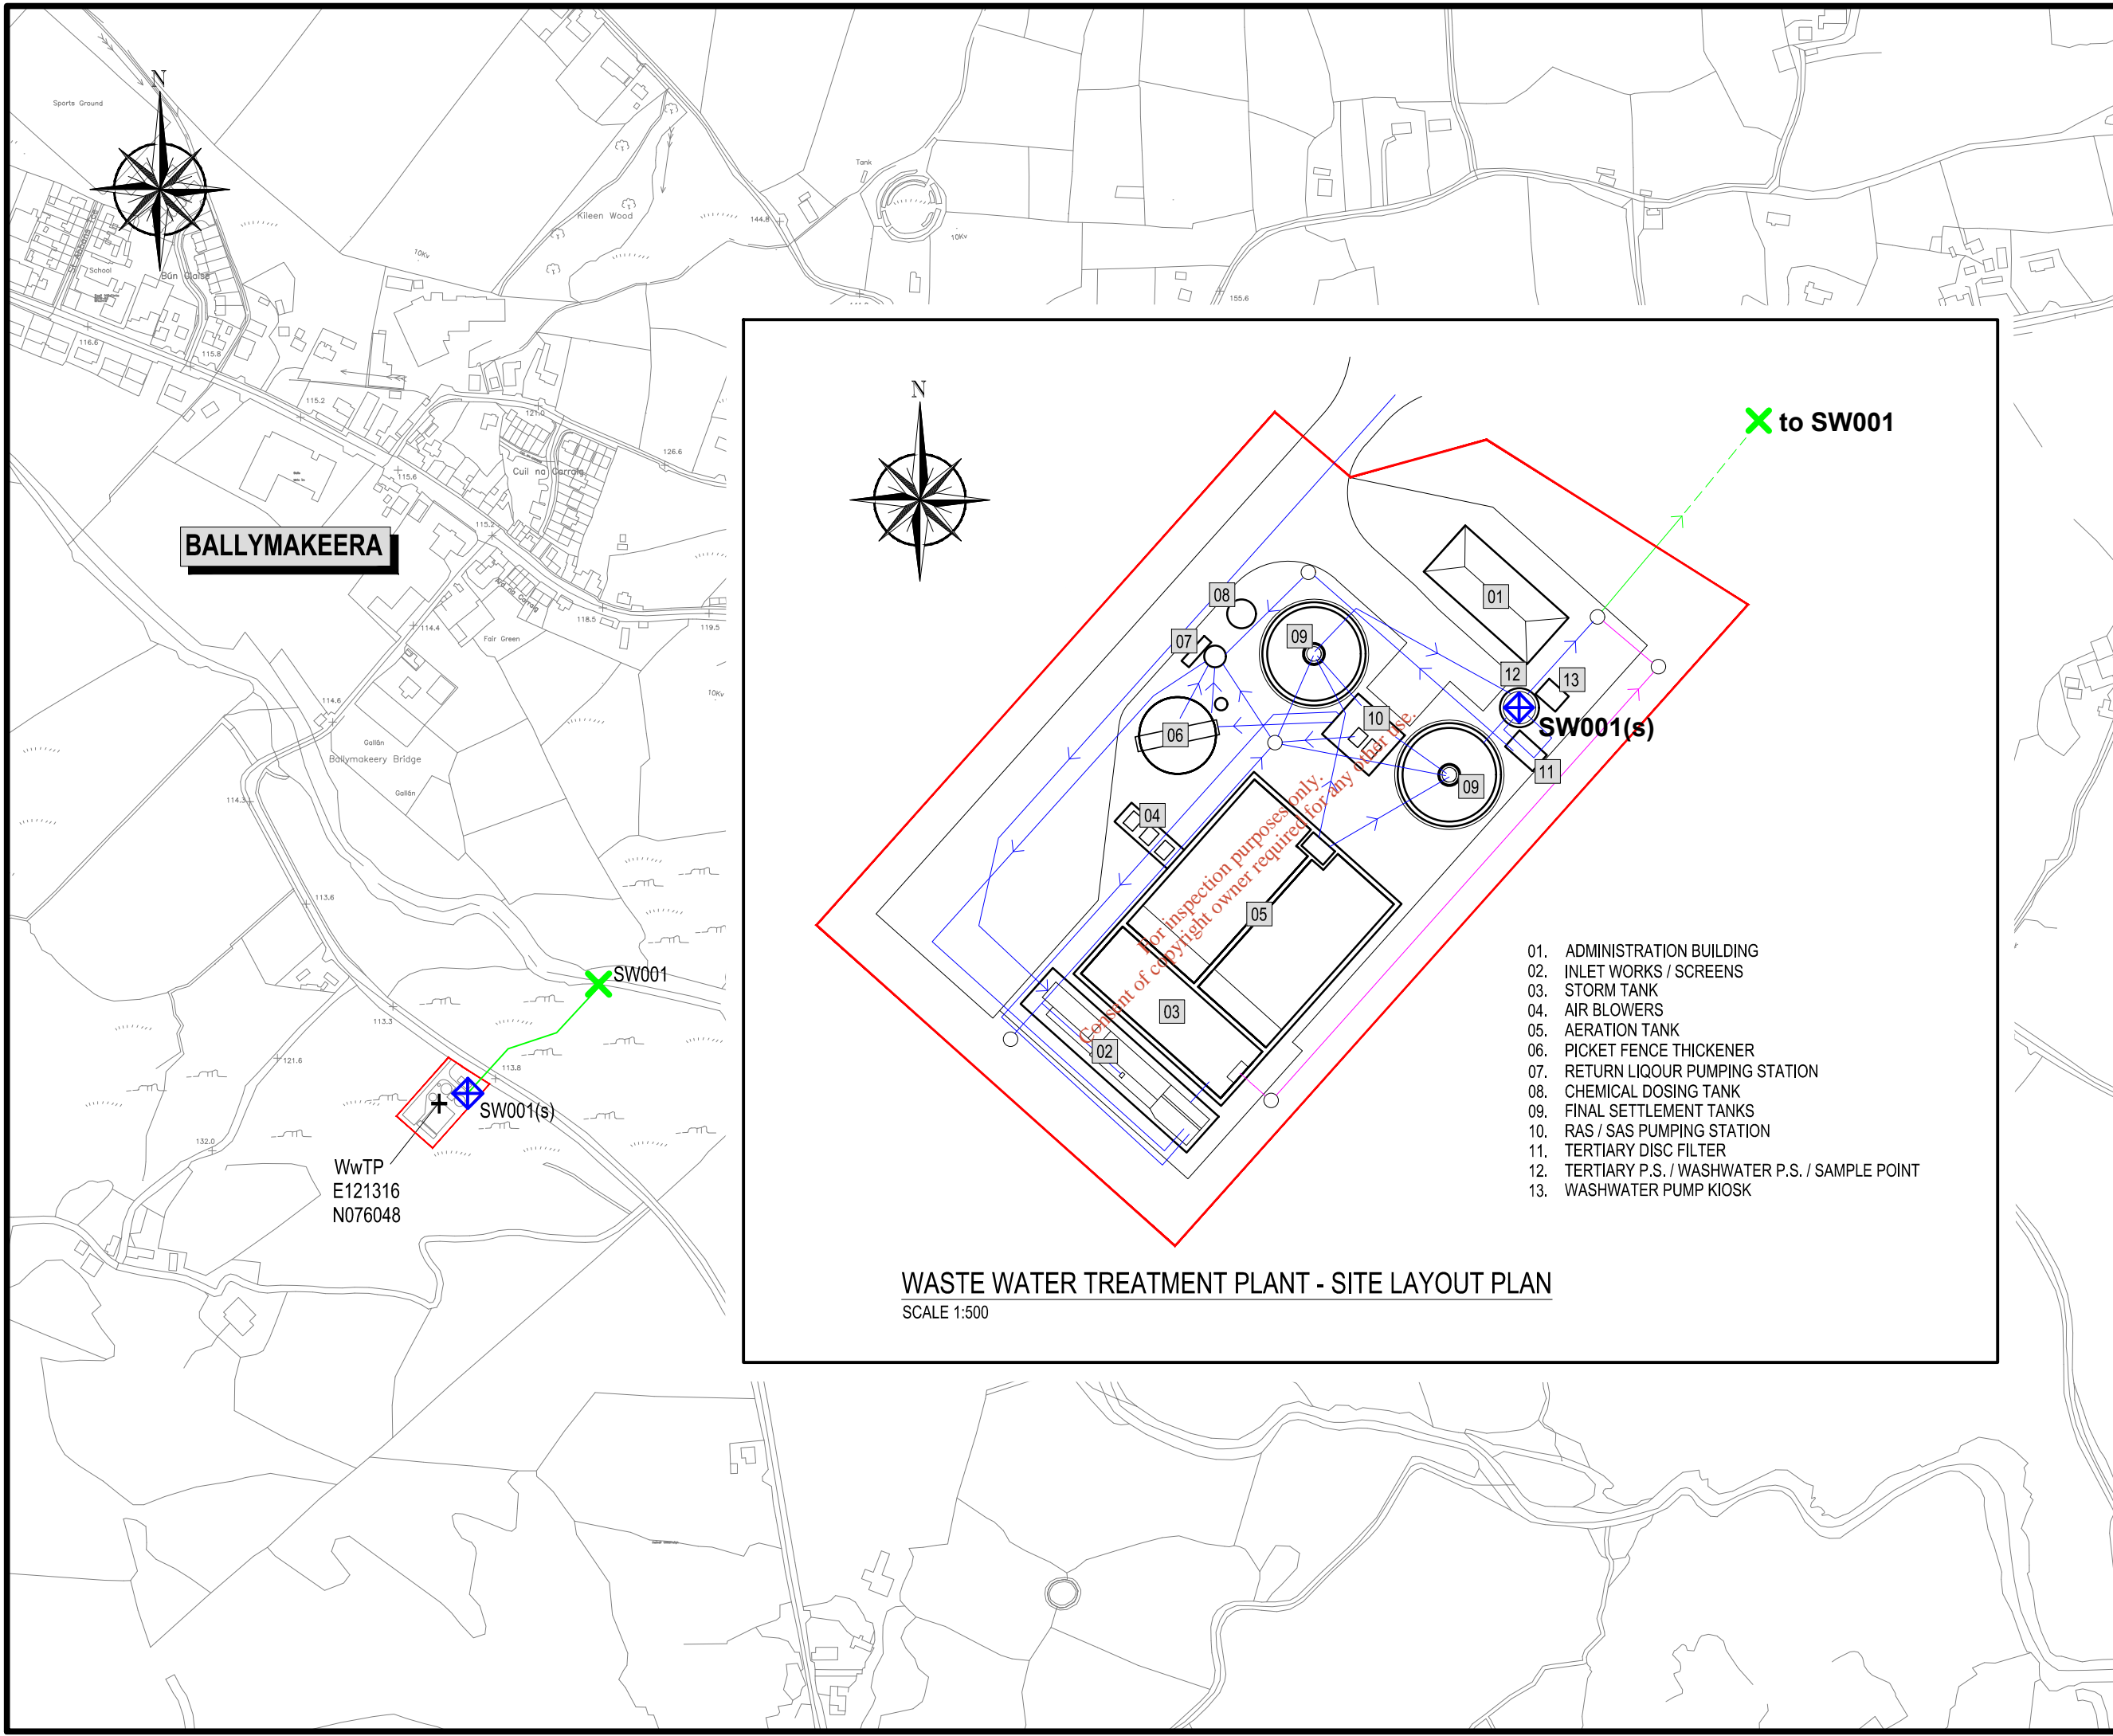 N
Sports Ground
Tank
Kileen Wood
144.8
10Kv
10Kv
School
Bún
155.6
116.6
115.8
115.2
121.0
126.6
Cuil na Carraig
115.6
115.2
BALLYMAKEERA
118.5
119.5
Fair Green
114.4
10Kv
114.6
Gallán
Ballymakeery Bridge
Gallán
114.3
113.6
SW001
113.3
121.6
113.8
SW001(s)
132.0
WwTP
E121316
N076048
N
to SW001
08
01
09
07
12
13
10
SW001(s)
06
11
09
04
05
03
02
For inspection purposes only.
Consent of copyright owner required for any other use.
01. ADMINISTRATION BUILDING
02. INLET WORKS / SCREENS
03. STORM TANK
04. AIR BLOWERS
05. AERATION TANK
06. PICKET FENCE THICKENER
07. RETURN LIQOUR PUMPING STATION
08. CHEMICAL DOSING TANK
09. FINAL SETTLEMENT TANKS
10. RAS / SAS PUMPING STATION
11. TERTIARY DISC FILTER
12. TERTIARY P.S. / WASHWATER P.S. / SAMPLE POINT
13. WASHWATER PUMP KIOSK
WASTE WATER TREATMENT PLANT - SITE LAYOUT PLAN
SCALE 1:500